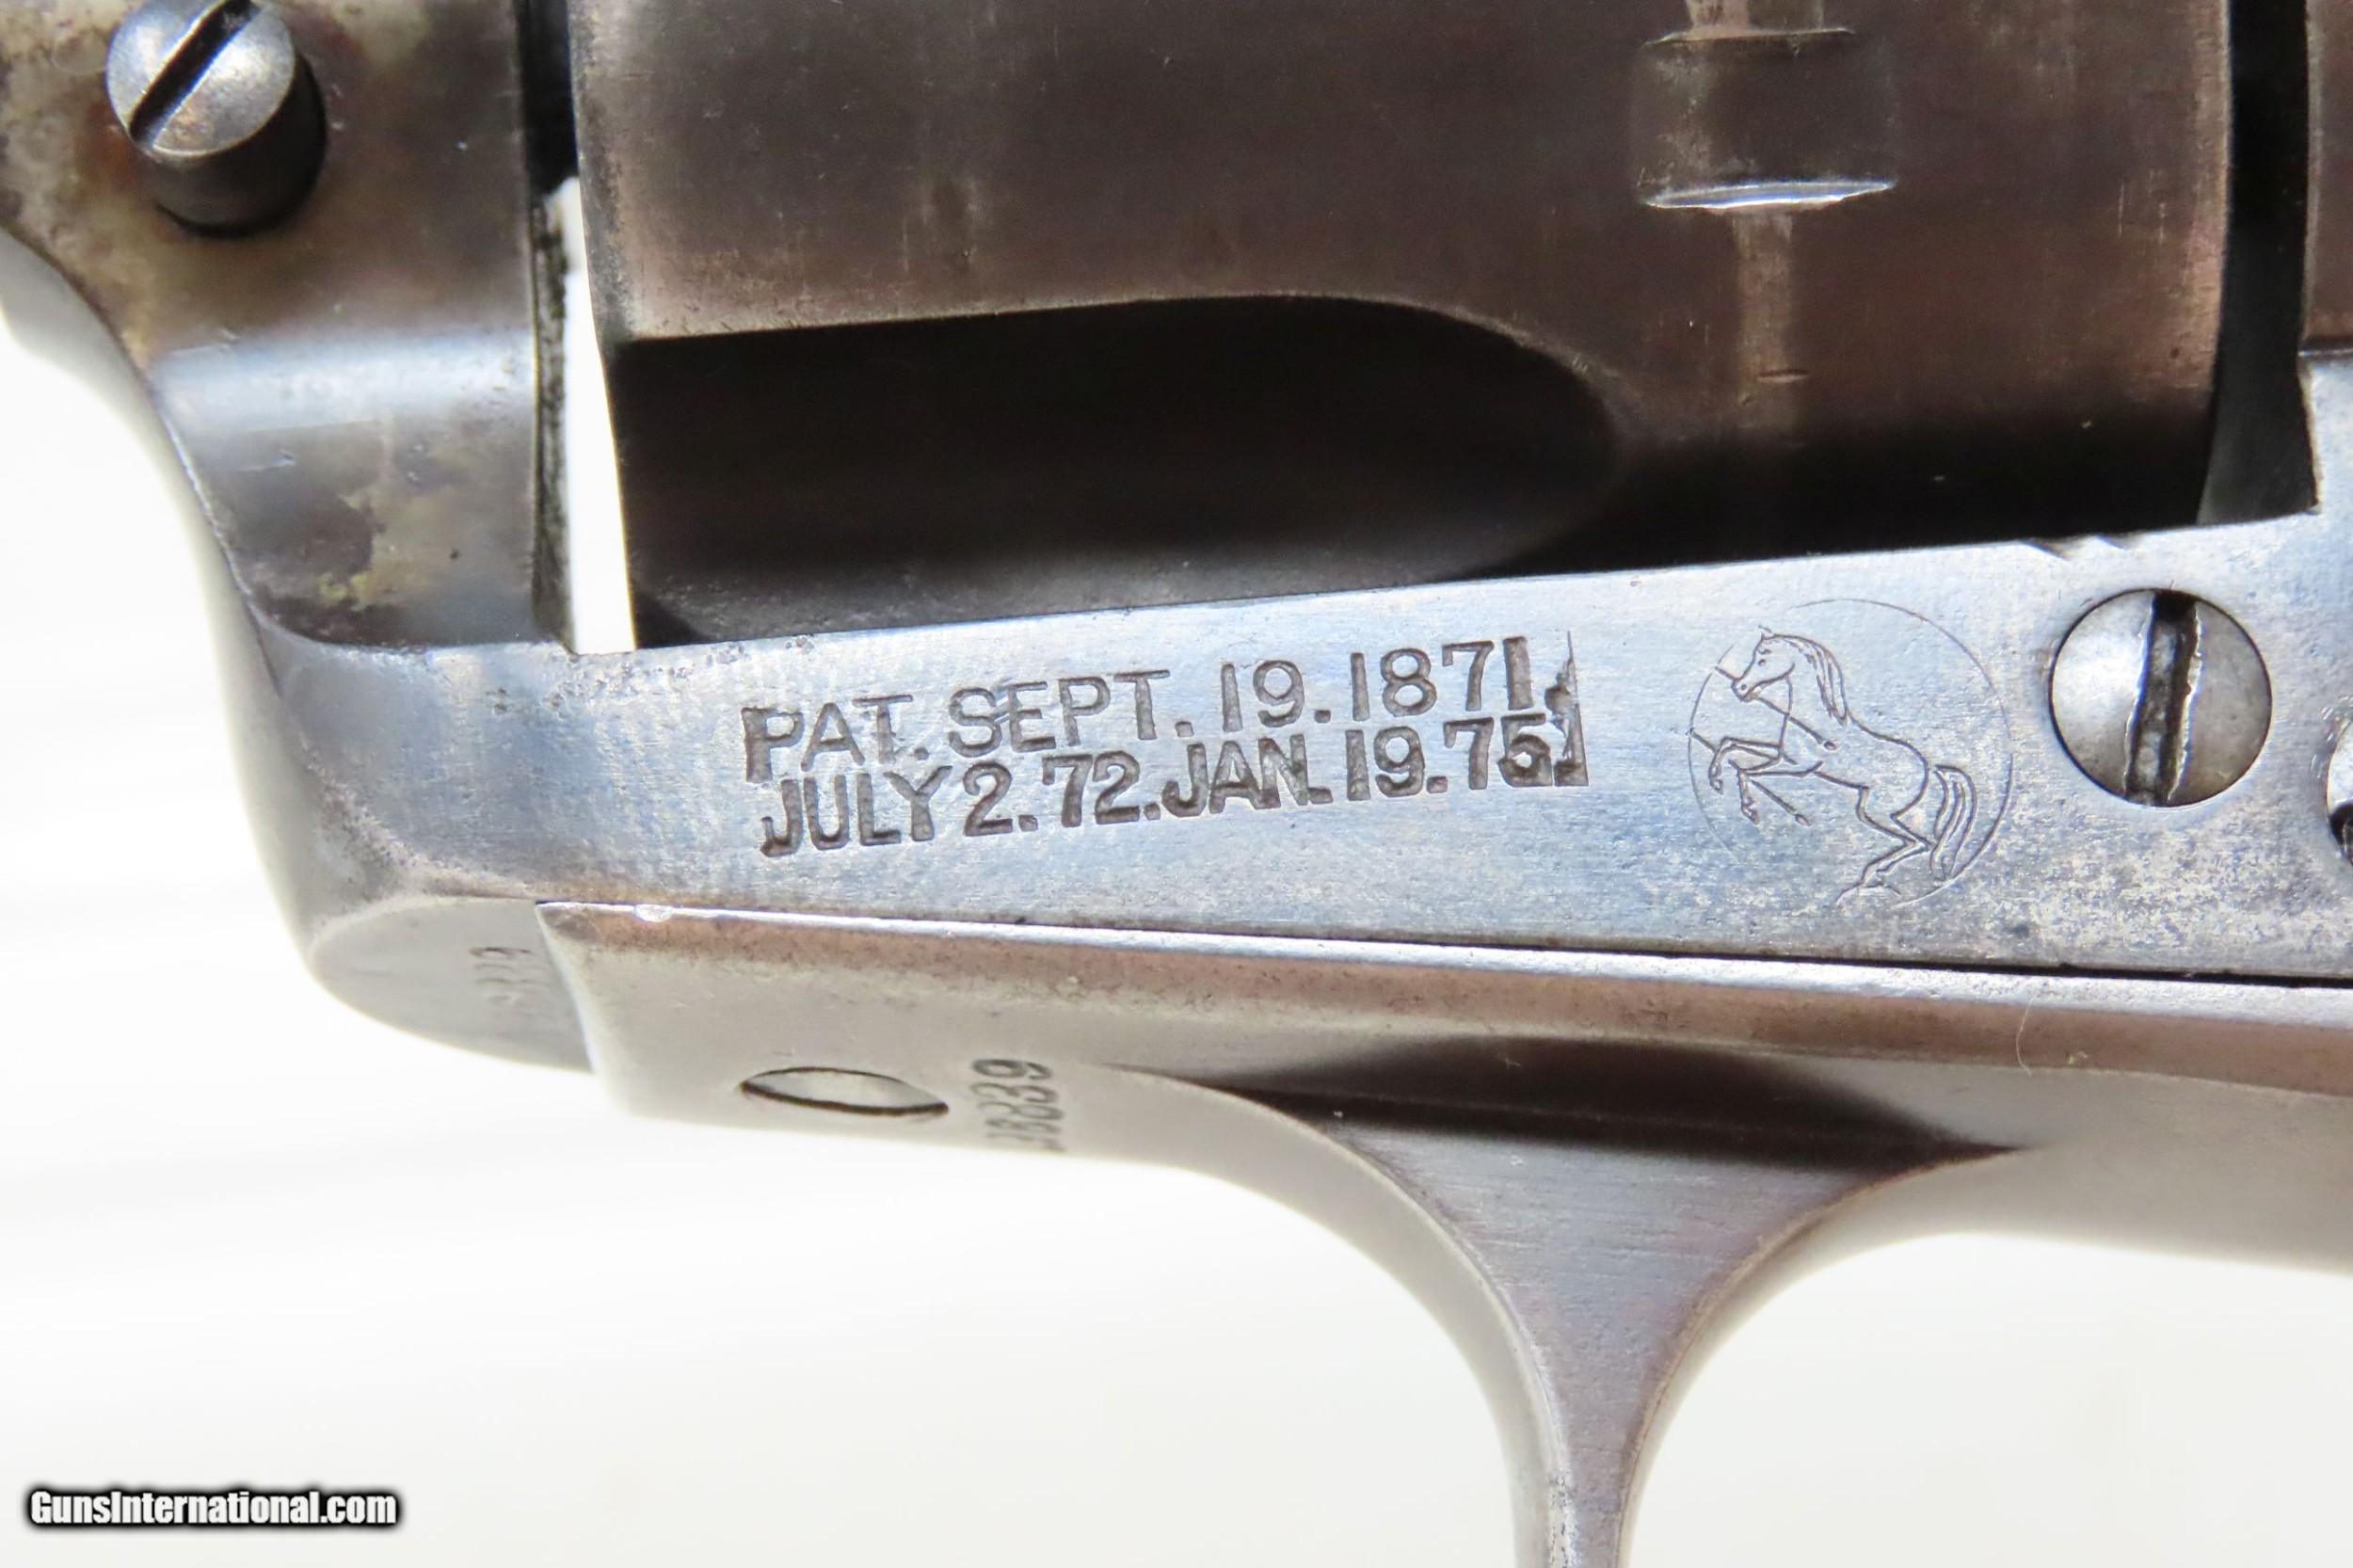 PAT. SEPT. 19. 1871.
JULY 2. 72. JAN. 19. 75.
GunsInternational.com